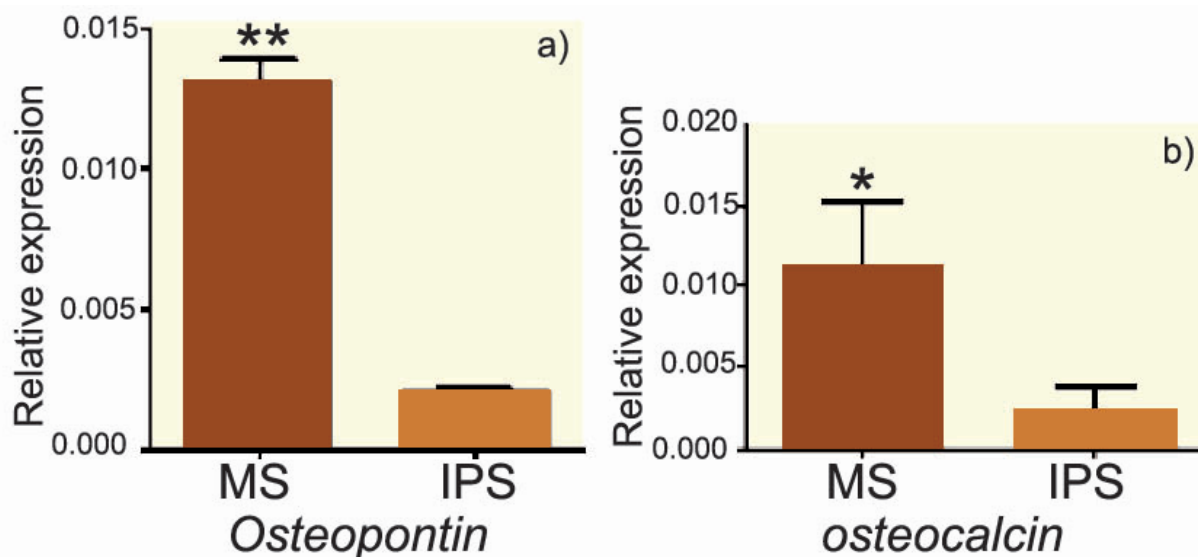 Relative expression
0.015
0.010
0.005
0.000
**
a)
MS IPS
Osteopontin
Relative expression
0.020
0.015
0.010
0.005
0.000
*
b)
MS IPS
osteocalcin